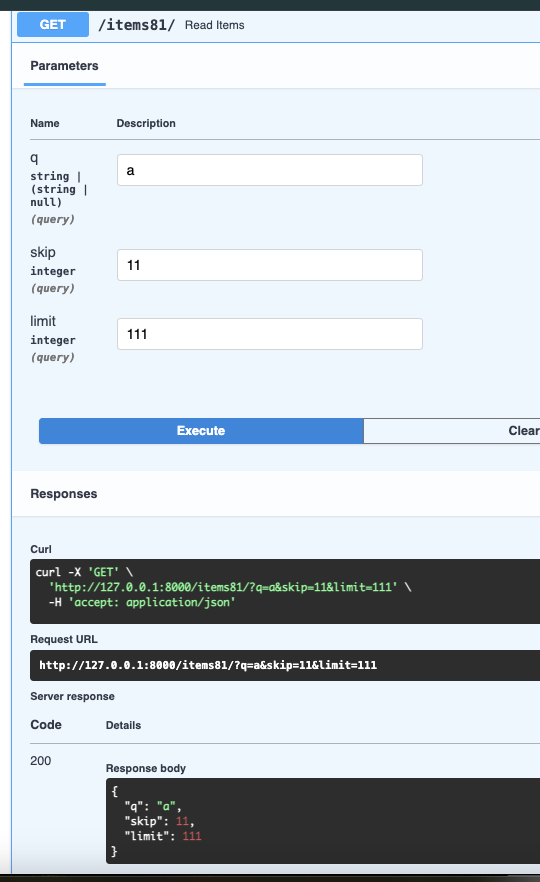 GET /items81/ Read Items
Parameters
Name Description
q
string |
(string |
null)
(query)
a
skip
integer
(query)
11
limit
integer
(query)
111
Execute Clear
Responses
Curl
curl -X 'GET' \
'http://127.0.0.1:8000/items81/?q=a&skip=11&limit=111' \
-H 'accept: application/json'
Request URL
http://127.0.0.1:8000/items81/?q=a&skip=11&limit=111
Server response
Code Details
200
Response body
{
"q": "a",
"skip": 11,
"limit": 111
}